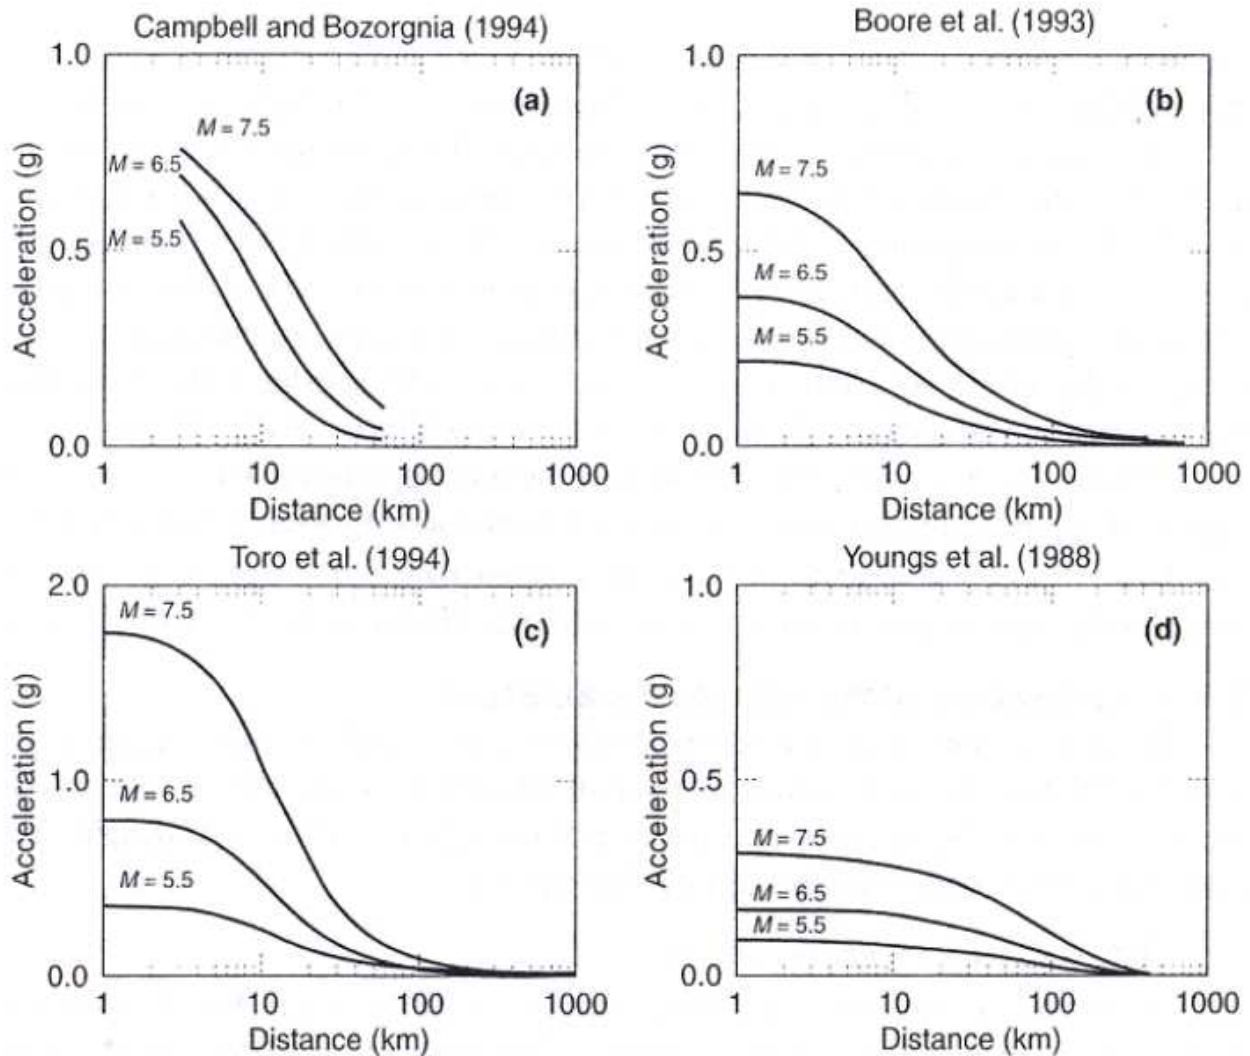 Campbell and Bozorgnia (1994)
1.0
0.5
0.0
Acceleration (g)
(a)
M = 7.5
M = 6.5
M = 5.5
1 10 100 1000
Distance (km)
Boore et al. (1993)
1.0
0.5
0.0
Acceleration (g)
(b)
M = 7.5
M = 6.5
M = 5.5
1 10 100 1000
Distance (km)
Toro et al. (1994)
2.0
1.0
0.0
Acceleration (g)
(c)
M = 7.5
M = 6.5
M = 5.5
1 10 100 1000
Distance (km)
Youngs et al. (1988)
1.0
0.5
0.0
Acceleration (g)
(d)
M = 7.5
M = 6.5
M = 5.5
1 10 100 1000
Distance (km)